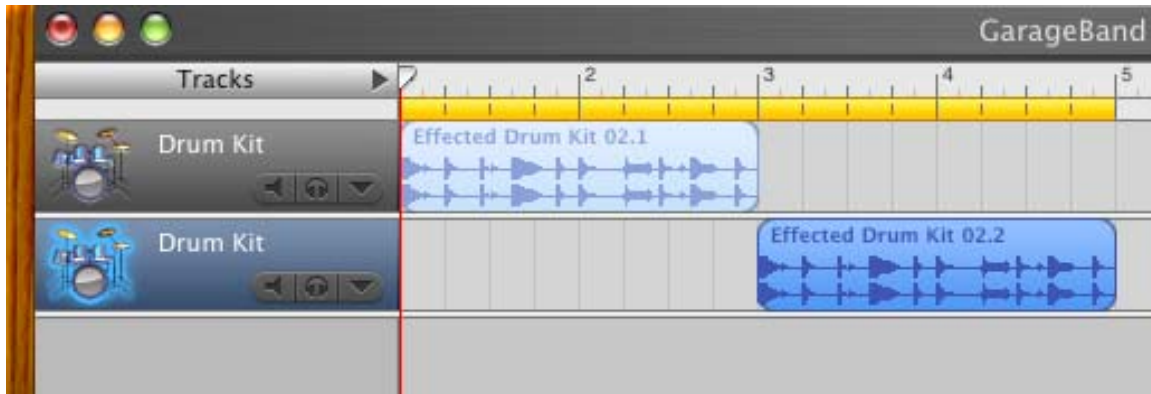 GarageBand
Tracks
2 3 4 5
Drum Kit
Effected Drum Kit 02.1
Drum Kit
Effected Drum Kit 02.2